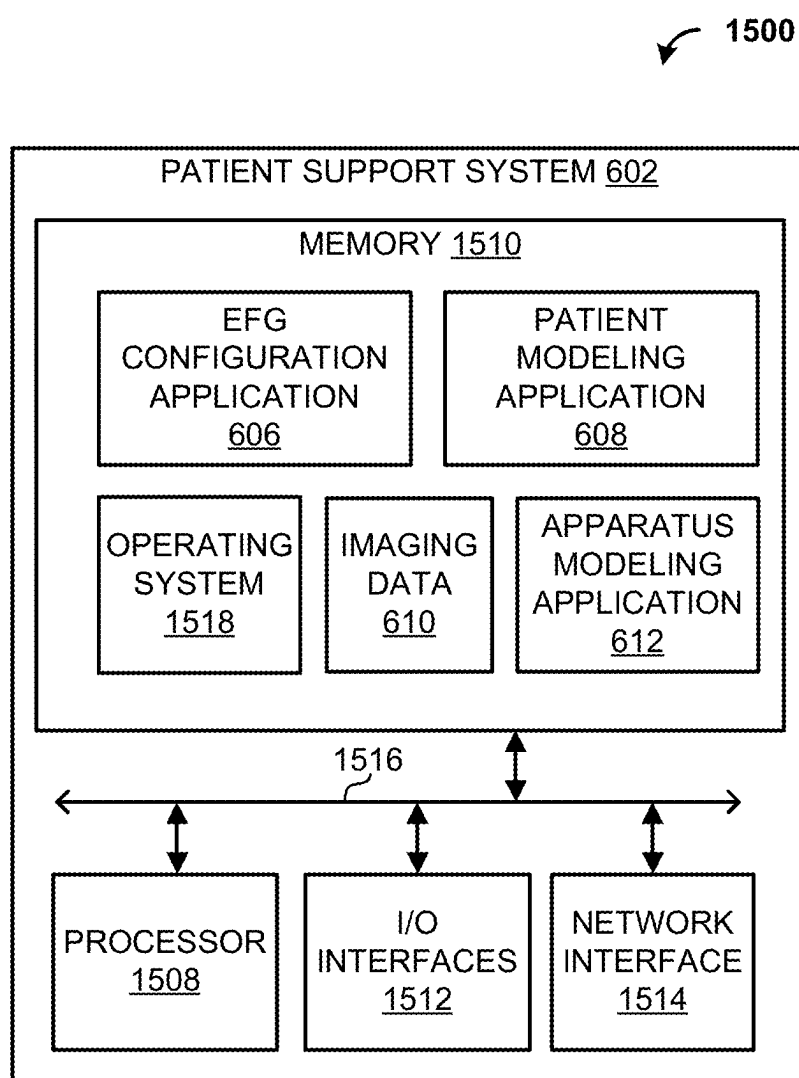 1500
PATIENT SUPPORT SYSTEM 602
MEMORY 1510
EFG
CONFIGURATION
APPLICATION
606
PATIENT
MODELING
APPLICATION
608
OPERATING
SYSTEM
1518
IMAGING
DATA
610
APPARATUS
MODELING
APPLICATION
612
1516
PROCESSOR
1508
I/O
INTERFACES
1512
NETWORK
INTERFACE
1514